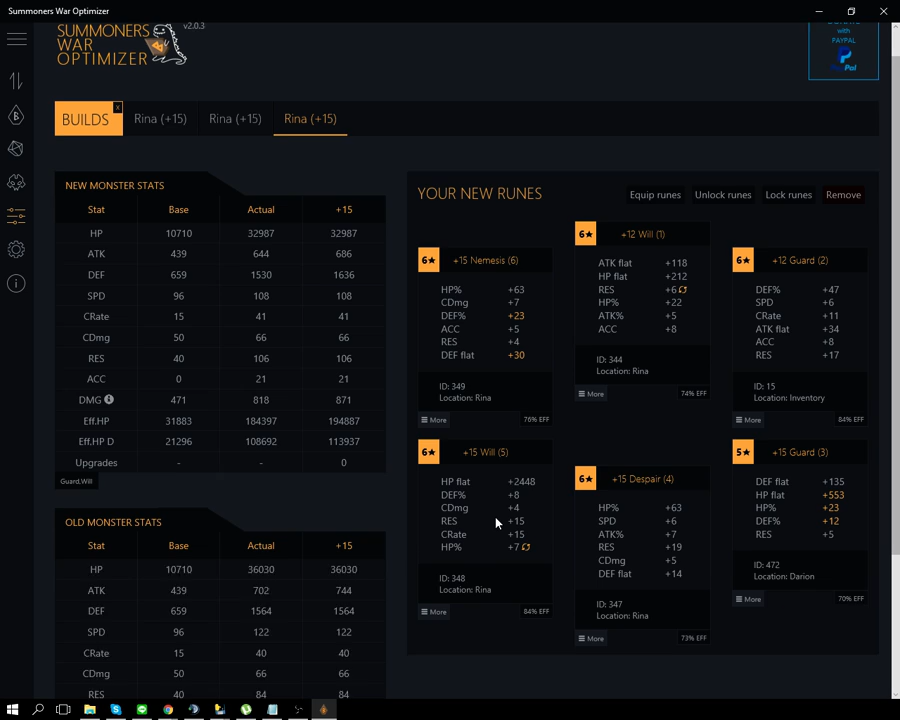 Summoners War Optimizer
SUMMONERS
WAR
OPTIMIZER
v2.0.3
with
PAYPAL
PayPal
BUILDS
x
Rina (+15)
Rina (+15)
Rina (+15)
NEW MONSTER STATS
Stat Base Actual +15
HP 10710 32987 32987
ATK 439 644 686
DEF 659 1530 1636
SPD 96 108 108
CRate 15 41 41
CDmg 50 66 66
RES 40 106 106
ACC 0 21 21
DMG 471 818 871
Eff.HP 31883 184397 194887
Eff.HP D 21296 108692 113937
Upgrades - - 0
Guard.Will
OLD MONSTER STATS
Stat Base Actual +15
HP 10710 36030 36030
ATK 439 702 744
DEF 659 1564 1564
SPD 96 122 122
CRate 15 40 40
CDmg 50 66 66
RES 40 84 84
YOUR NEW RUNES
Equip runes
Unlock runes
Lock runes
Remove
6★ +15 Nemesis (6)
HP% +63
CDmg +7
DEF% +23
ACC +5
RES +4
DEF flat +30
ID: 349
Location: Rina
More
76% EFF
6★ +12 Will (1)
ATK flat +118
HP flat +212
RES +6
HP% +22
ATK% +5
ACC +8
ID: 344
Location: Rina
More
74% EFF
6★ +12 Guard (2)
DEF% +47
SPD +6
CRate +11
ATK flat +34
ACC +8
RES +17
ID: 15
Location: Inventory
More
84% EFF
6★ +15 Will (5)
HP flat +2448
DEF% +8
CDmg +4
RES +15
CRate +15
HP% +7
ID: 348
Location: Rina
More
84% EFF
6★ +15 Despair (4)
HP% +63
SPD +6
ATK% +7
RES +19
CDmg +5
DEF flat +14
ID: 347
Location: Rina
More
73% EFF
5★ +15 Guard (3)
DEF flat +135
HP flat +553
HP% +23
DEF% +12
RES +5
ID: 472
Location: Darion
More
70% EFF